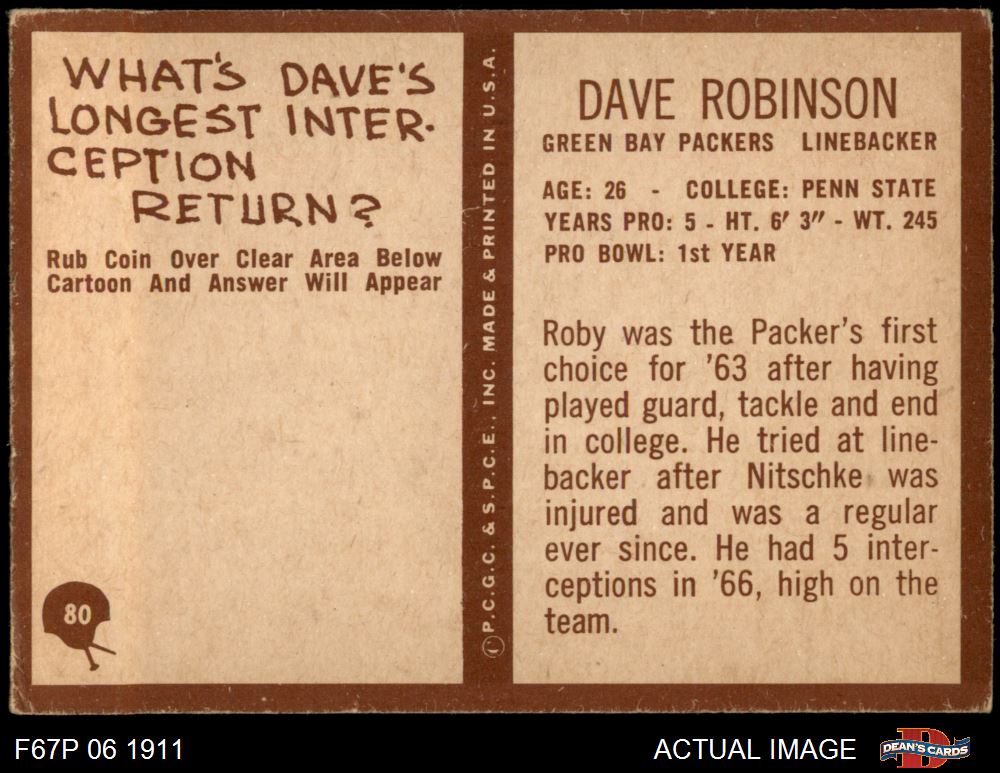 WHAT'S DAVE'S
LONGEST INTER-
CEPTION
RETURN?
Rub Coin Over Clear Area Below
Cartoon And Answer Will Appear
80
©P.C.G.C. & S.P.C.E., INC. MADE & PRINTED IN U.S.A.
DAVE ROBINSON
GREEN BAY PACKERS LINEBACKER
AGE: 26 - COLLEGE: PENN STATE
YEARS PRO: 5 - HT. 6' 3" - WT. 245
PRO BOWL: 1st YEAR
Roby was the Packer's first
choice for '63 after having
played guard, tackle and end
in college. He tried at line-
backer after Nitschke was
injured and was a regular
ever since. He had 5 inter-
ceptions in '66, high on the
team.
F67P 06 1911
ACTUAL IMAGE
DEAN'S CARDS